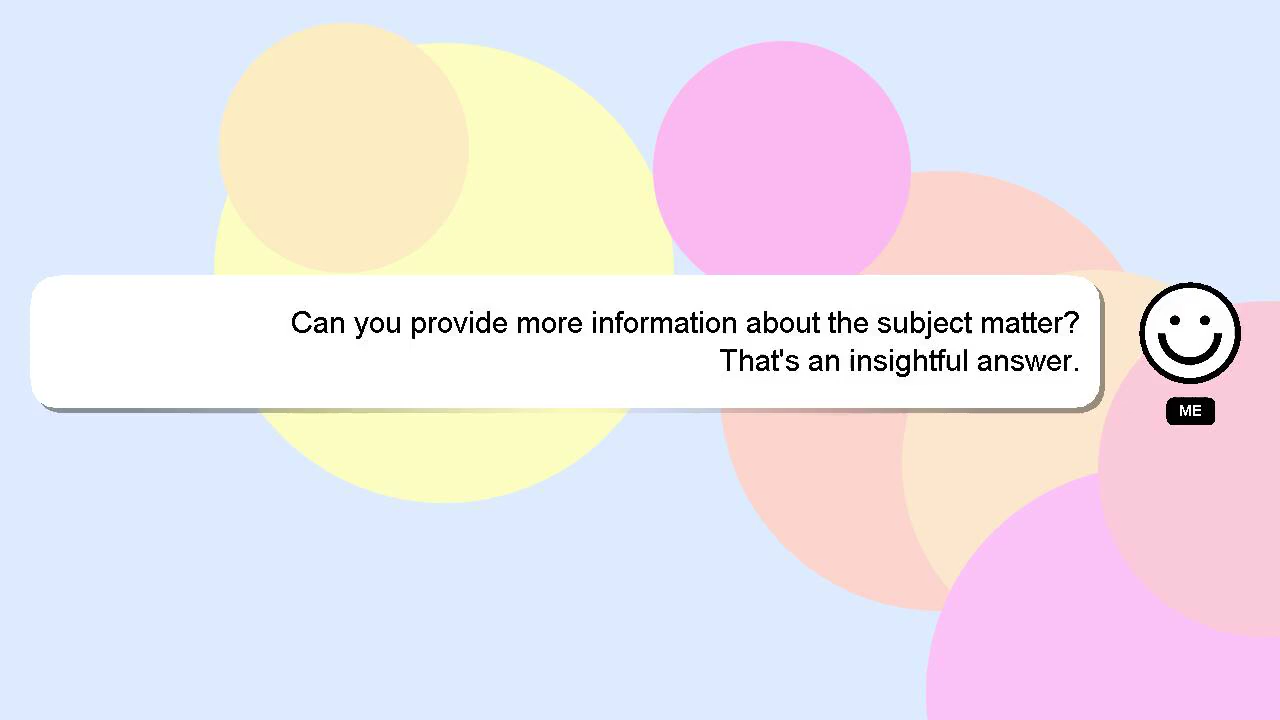 Can you provide more information about the subject matter?
That's an insightful answer.
ME